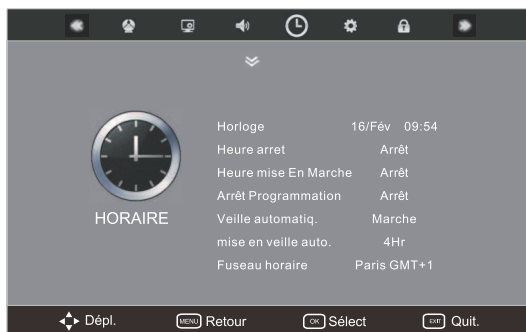 Horloge 16/Fév 09:54
Heure arret Arrêt
Heure mise En Marche Arrêt
Arrêt Programmation Arrêt
Veille automatiq. Marche
mise en veille auto. 4Hr
Fuseau horaire Paris GMT+1
HORAIRE
Dépl. MENU Retour OK Sélect EXIT Quit.